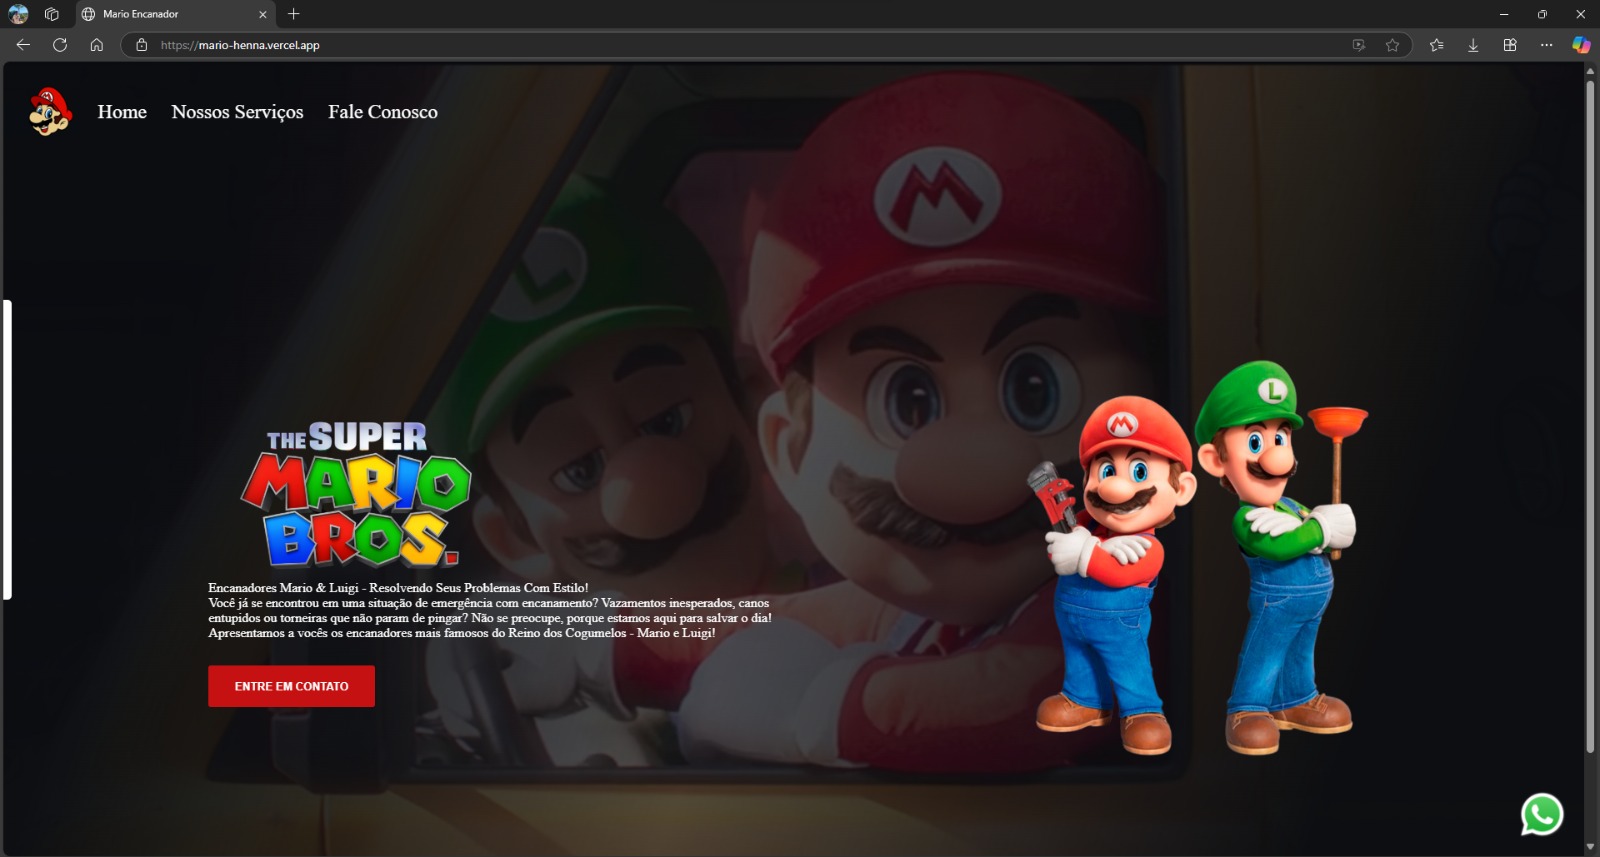 Mario Encanador
https://mario-henna.vercel.app
Home Nossos Serviços Fale Conosco
M
L
M
L
THE SUPER
MARIO
BROS.
Encanadores Mario & Luigi - Resolvendo Seus Problemas Com Estilo!
Você já se encontrou em uma situação de emergência com encanamento? Vazamentos inesperados, canos
entupidos ou torneiras que não param de pingar? Não se preocupe, porque estamos aqui para salvar o dia!
Apresentamos a vocês os encanadores mais famosos do Reino dos Cogumelos - Mario e Luigi!
ENTRE EM CONTATO